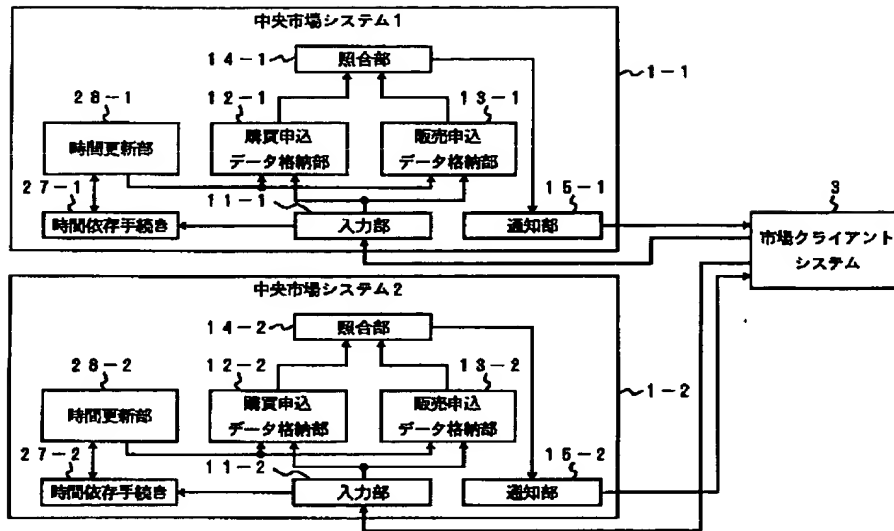 中央市場システム1
14-1
照合部
1-1
28-1
12-1
13-1
時間更新部
購買申込
データ格納部
販売申込
データ格納部
27-1
11-1
15-1
3
時間依存手続き
入力部
通知部
市場クライアント
システム
中央市場システム2
14-2
照合部
28-2
12-2
13-2
1-2
時間更新部
購買申込
データ格納部
販売申込
データ格納部
27-2
11-2
15-2
時間依存手続き
入力部
通知部